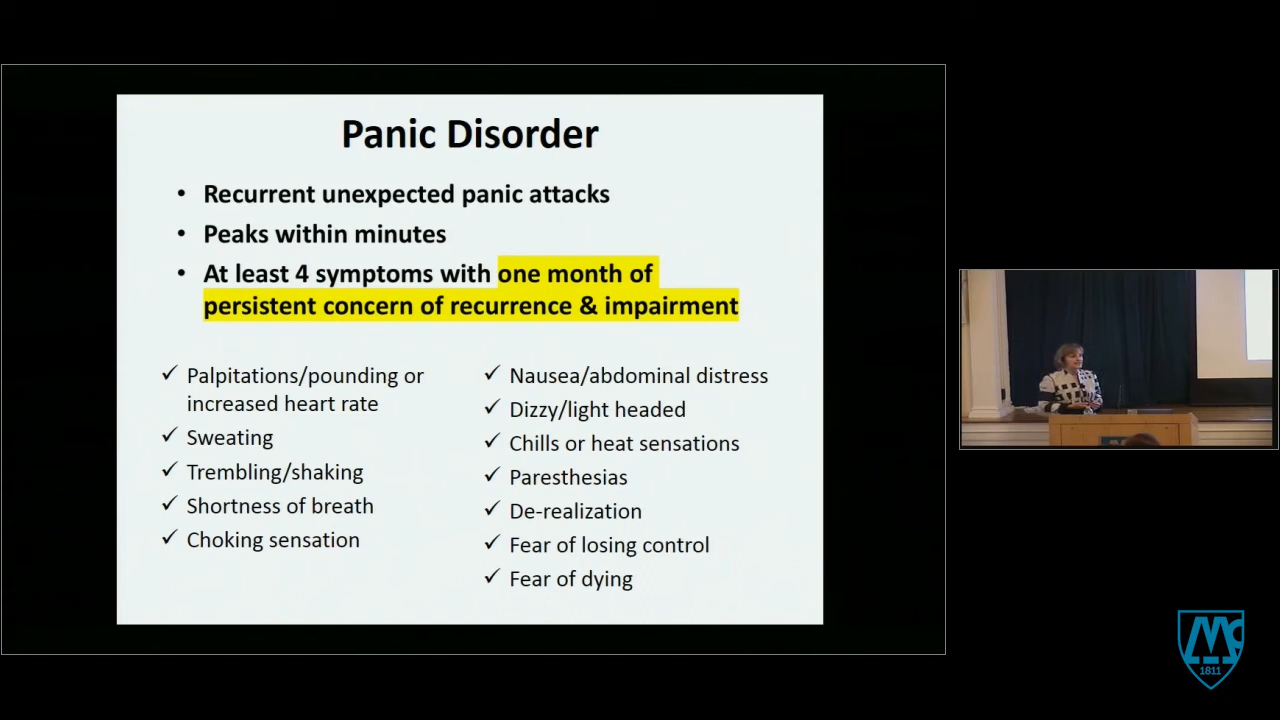 Panic Disorder
• Recurrent unexpected panic attacks
• Peaks within minutes
• At least 4 symptoms with one month of
persistent concern of recurrence & impairment
✓ Palpitations/pounding or
increased heart rate
✓ Sweating
✓ Trembling/shaking
✓ Shortness of breath
✓ Choking sensation
✓ Nausea/abdominal distress
✓ Dizzy/light headed
✓ Chills or heat sensations
✓ Paresthesias
✓ De-realization
✓ Fear of losing control
✓ Fear of dying
Mc
1811